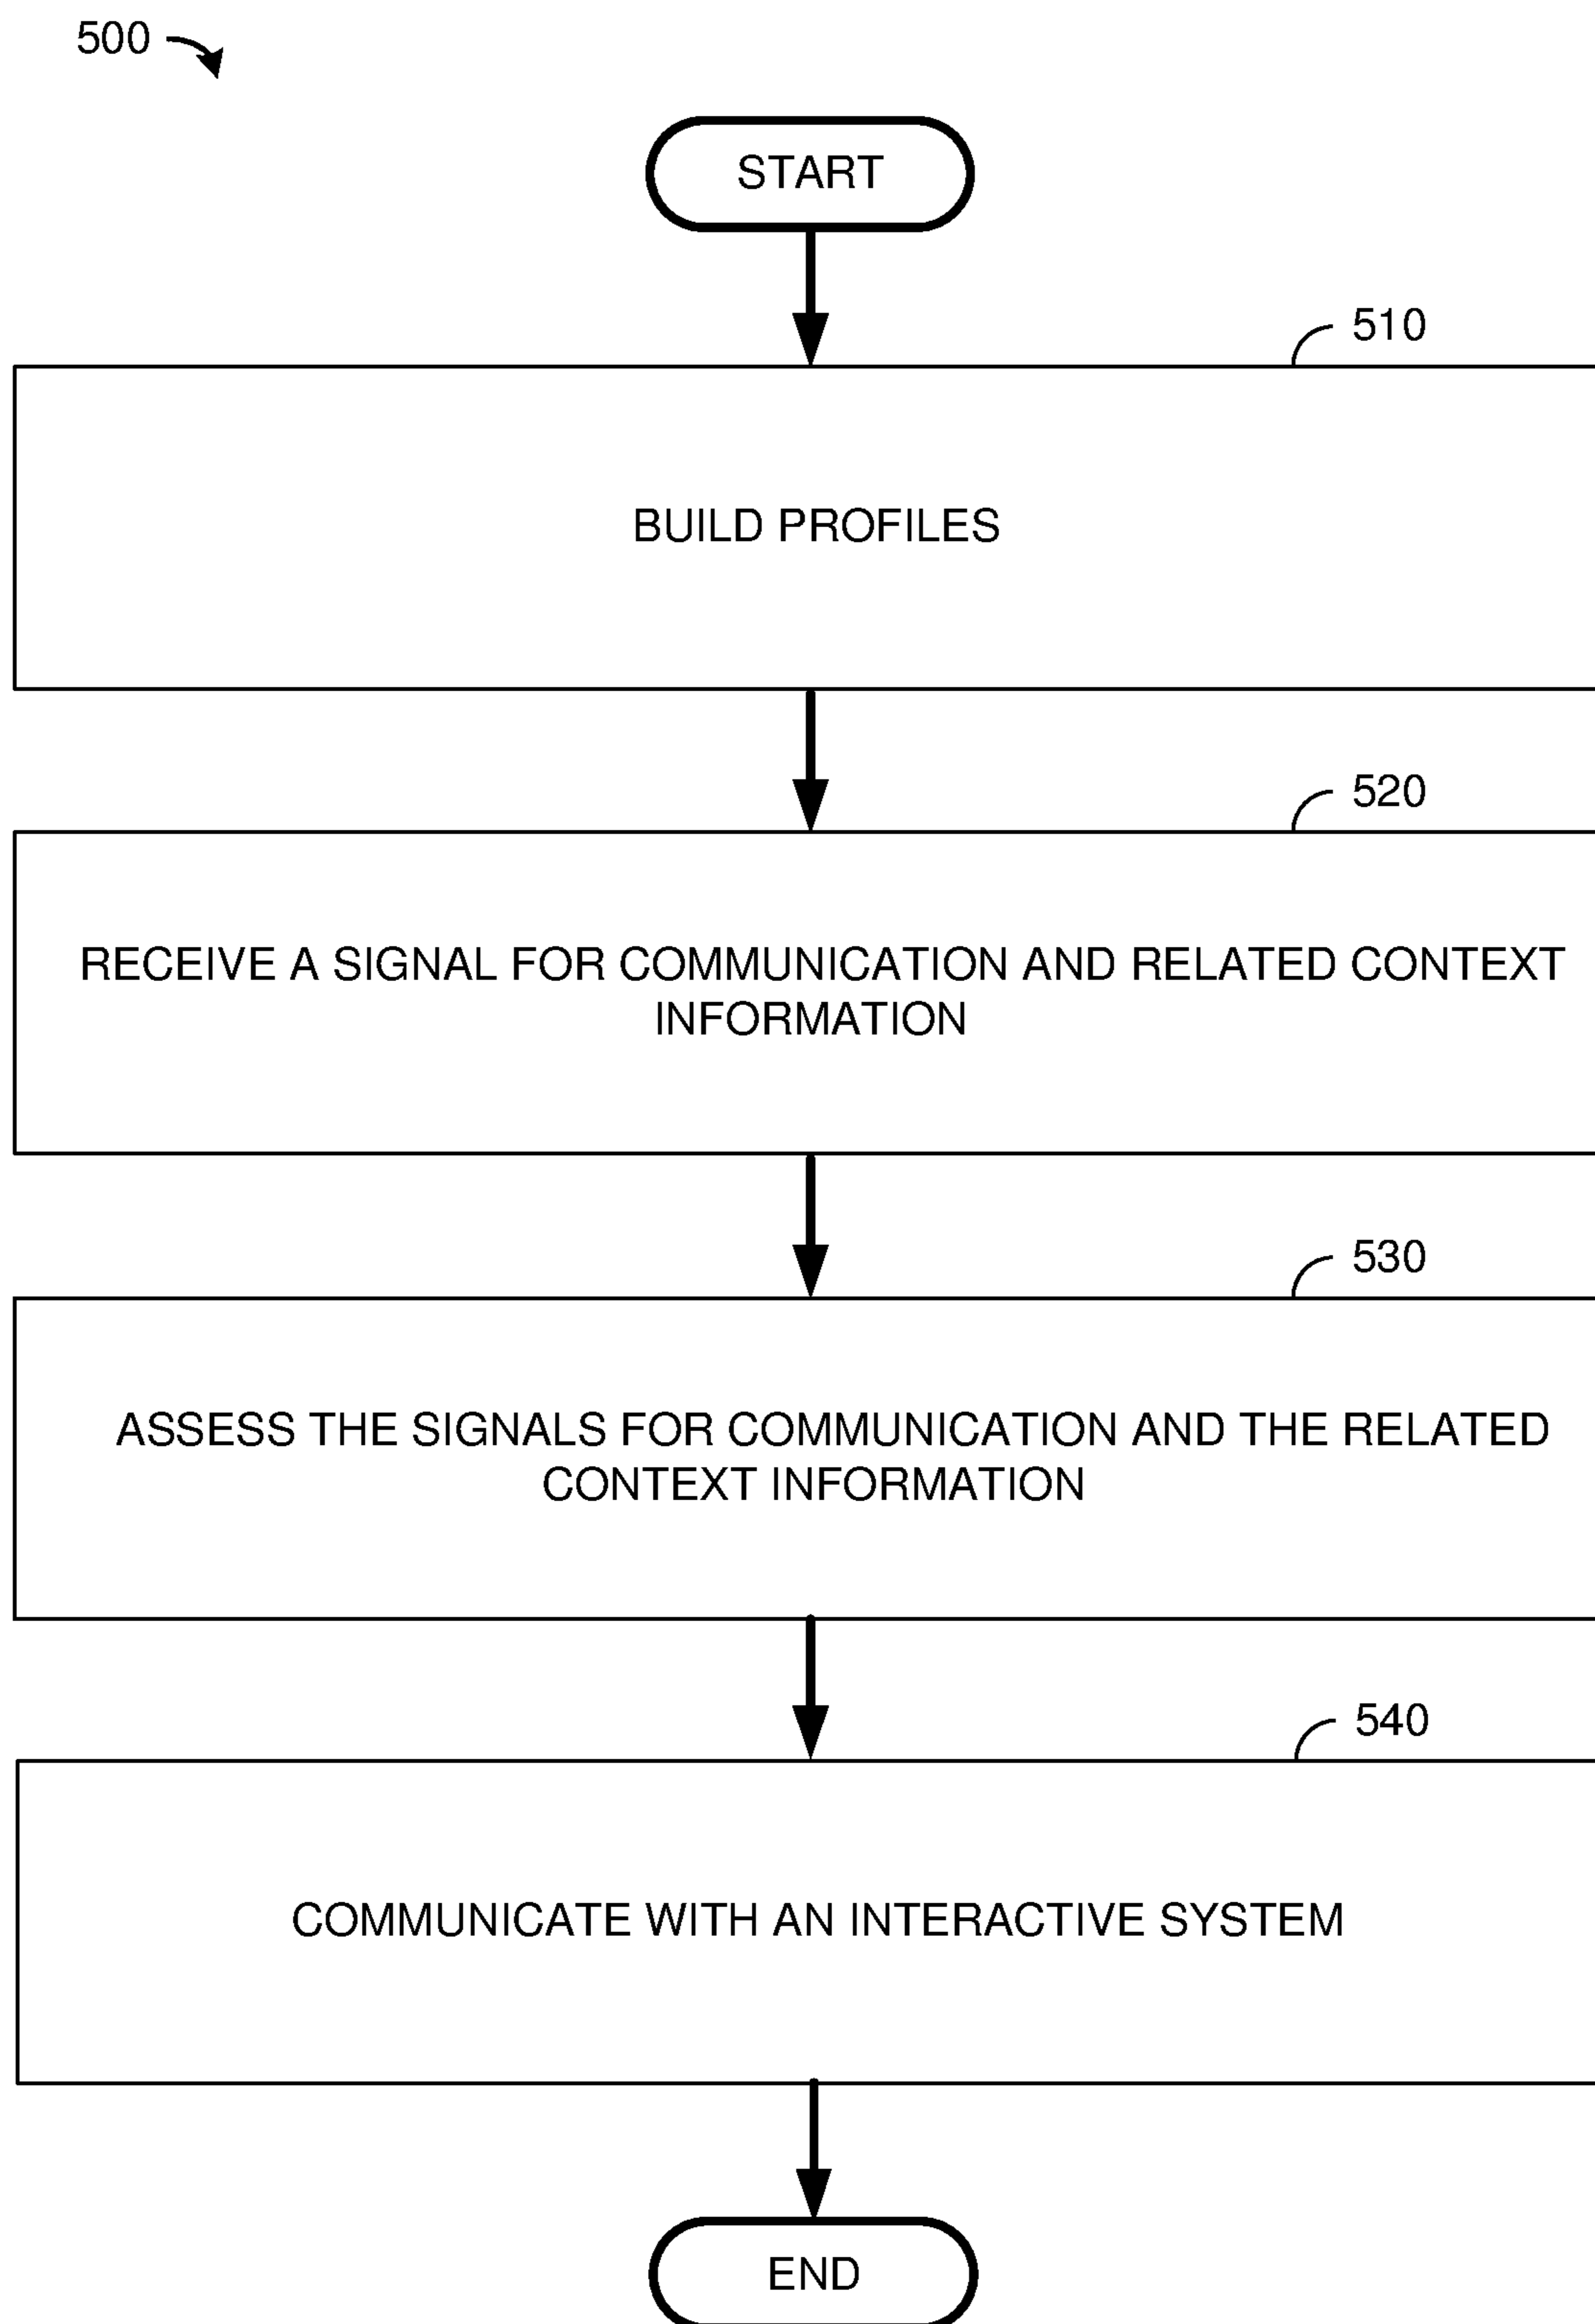 500
START
510
BUILD PROFILES
520
RECEIVE A SIGNAL FOR COMMUNICATION AND RELATED CONTEXT
INFORMATION
530
ASSESS THE SIGNALS FOR COMMUNICATION AND THE RELATED
CONTEXT INFORMATION
540
COMMUNICATE WITH AN INTERACTIVE SYSTEM
END